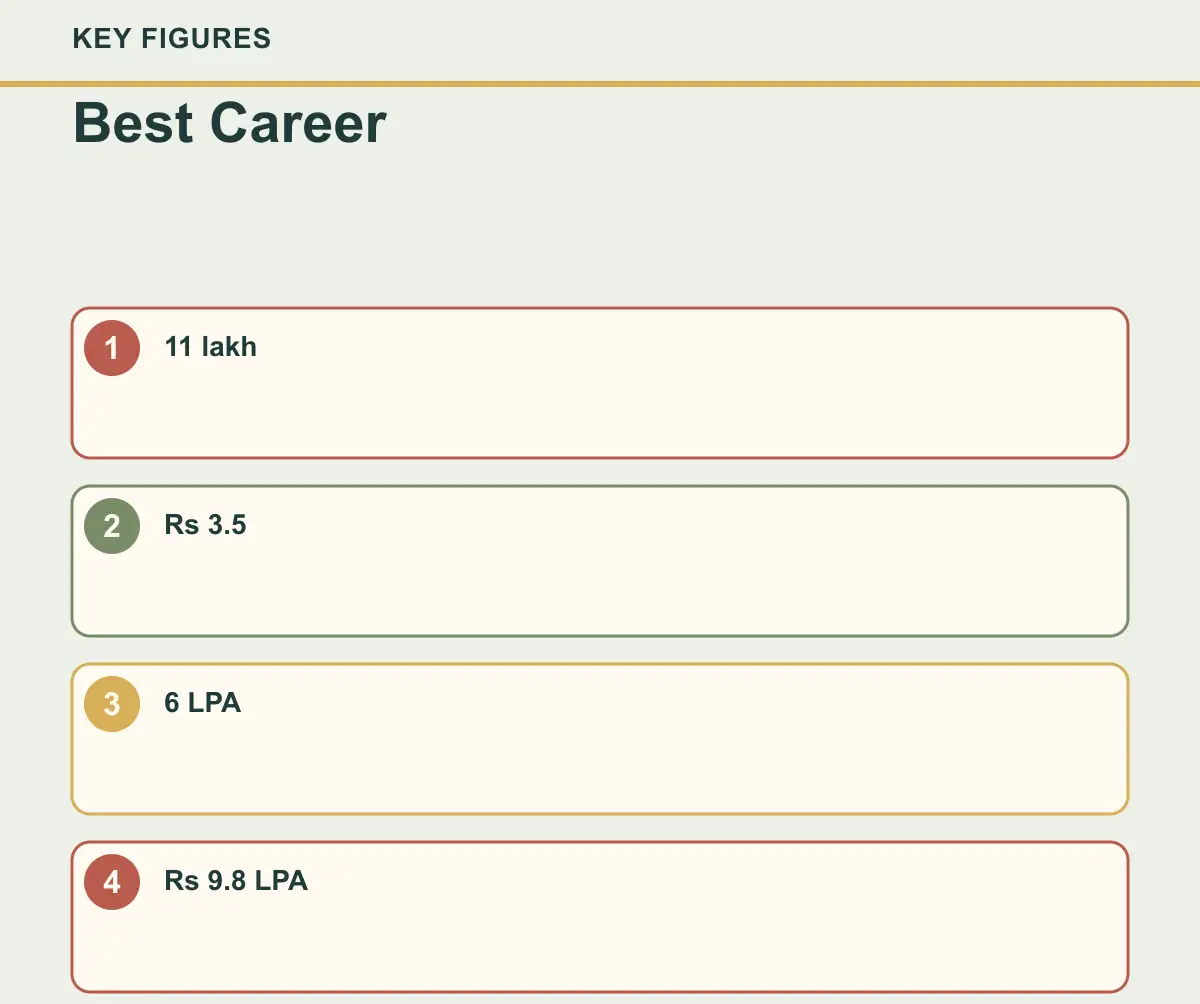 KEY FIGURES
Best Career
1 11 lakh
2 Rs 3.5
3 6 LPA
4 Rs 9.8 LPA